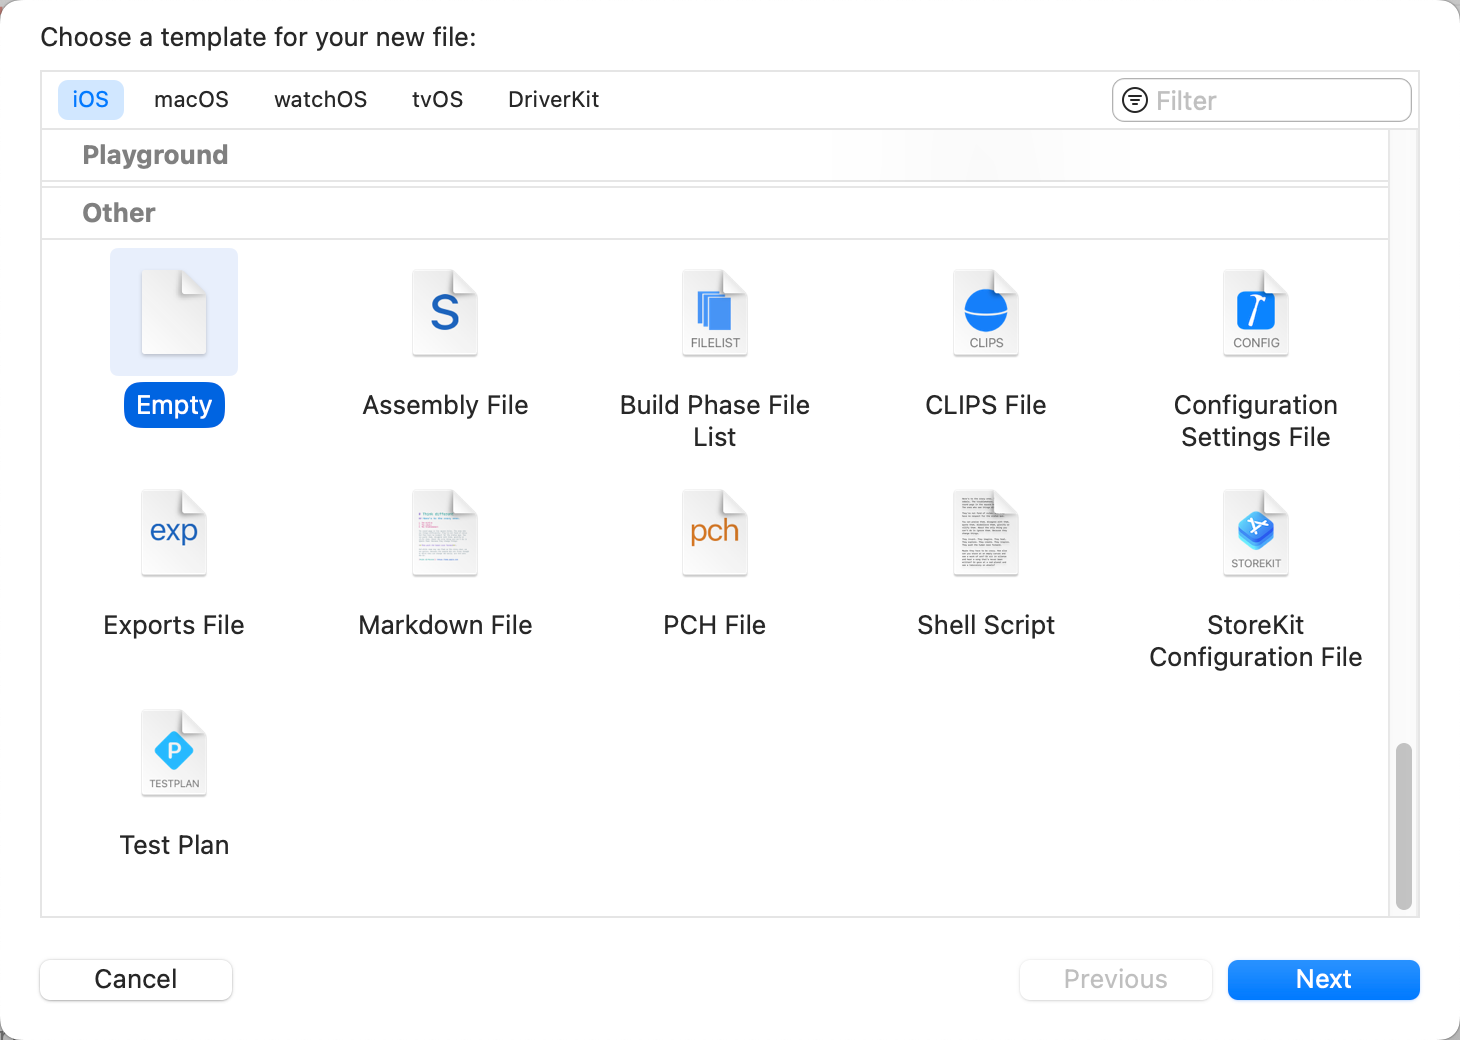 Choose a template for your new file:
iOS macOS watchOS tvOS DriverKit Filter
Playground
Other
S
FILELIST
CLIPS
CONFIG
Empty
Assembly File
Build Phase File
List
CLIPS File
Configuration
Settings File
exp
pch
STOREKIT
Exports File
Markdown File
PCH File
Shell Script
StoreKit
Configuration File
P
TESTPLAN
Test Plan
Cancel
Previous
Next